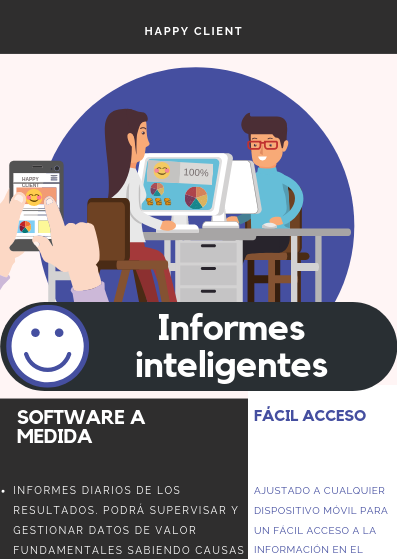 HAPPY CLIENT
100%
HAPPY
CLIENT
Informes
inteligentes
SOFTWARE A
MEDIDA
• INFORMES DIARIOS DE LOS
RESULTADOS. PODRÁ SUPERVISAR Y
GESTIONAR DATOS DE VALOR
FUNDAMENTALES SABIENDO CAUSAS
FÁCIL ACCESO
AJUSTADO A CUALQUIER
DISPOSITIVO MÓVIL PARA
UN FÁCIL ACCESO A LA
INFORMACIÓN EN EL